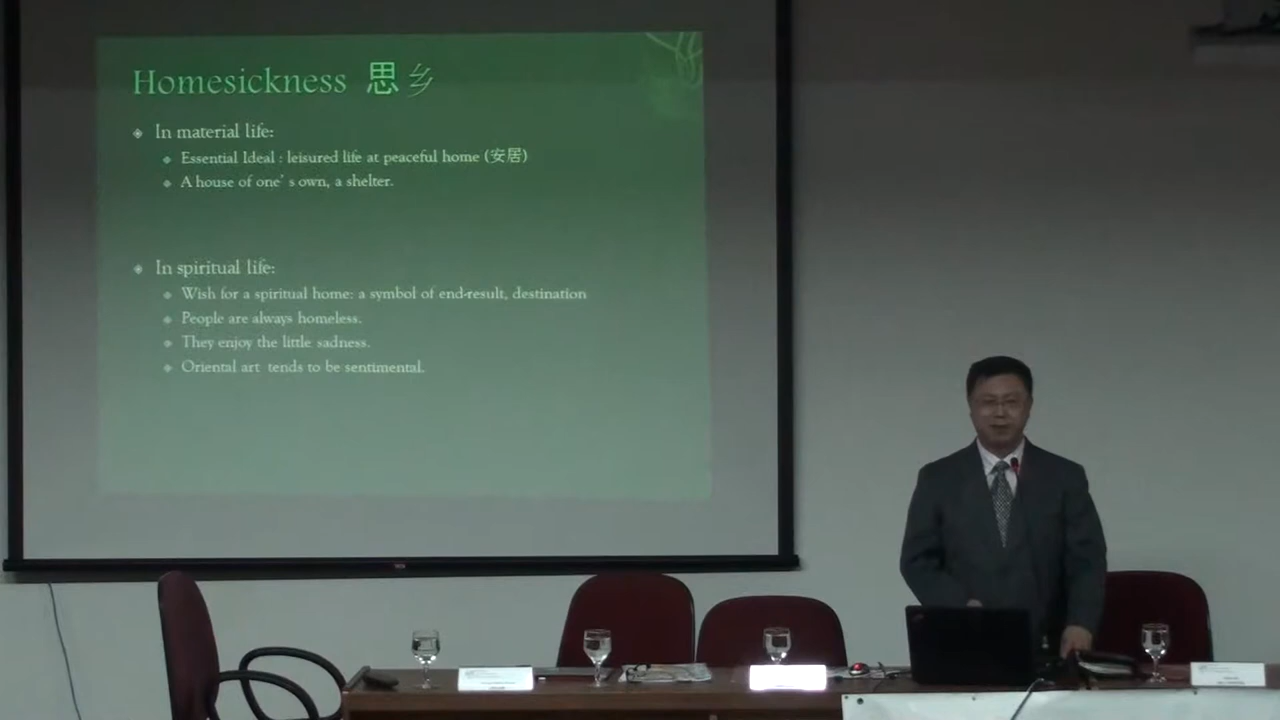 Homesickness 思乡
In material life:
Essential Ideal : leisured life at peaceful home (安居)
A house of one’ s own, a shelter.
In spiritual life:
Wish for a spiritual home: a symbol of end-result, destination
People are always homeless.
They enjoy the little sadness.
Oriental art tends to be sentimental.